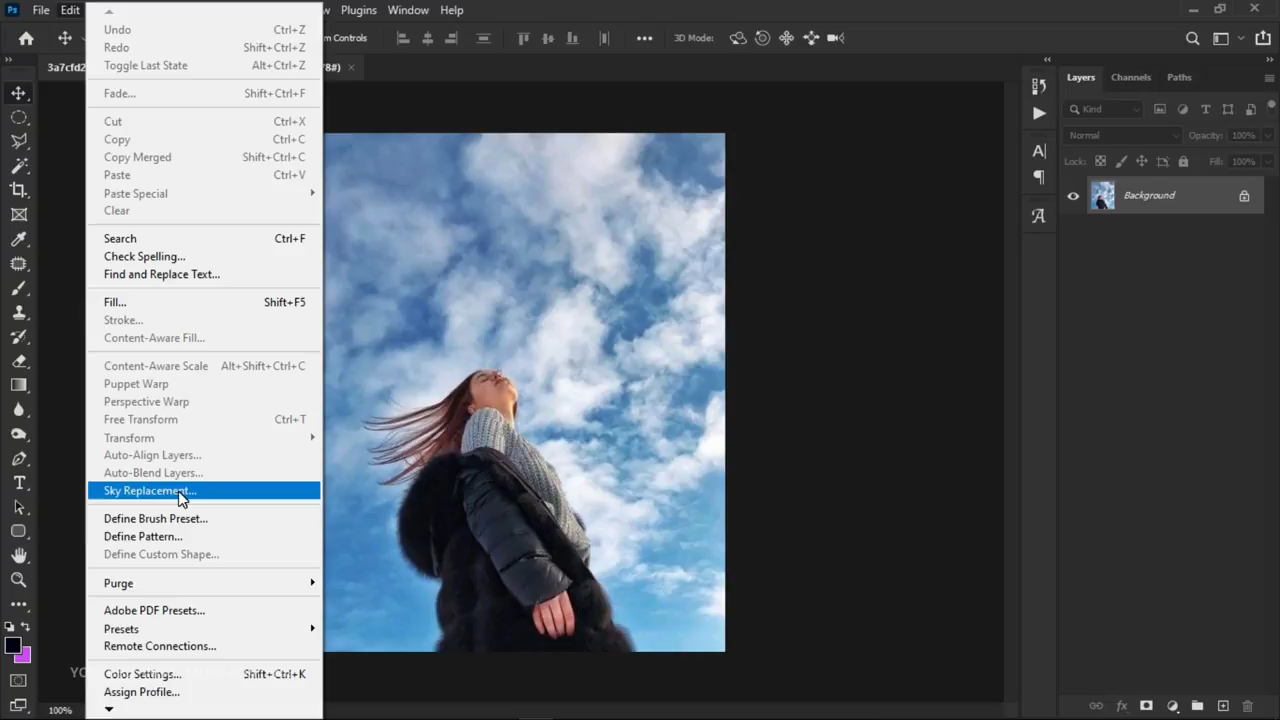 Ps File Edit w Plugins Window Help
m Controls 3D Mode:
3a7cfd2 78#) ×
Undo Ctrl+Z
Redo Shift+Ctrl+Z
Toggle Last State Alt+Ctrl+Z
Fade... Shift+Ctrl+F
Cut Ctrl+X
Copy Ctrl+C
Copy Merged Shift+Ctrl+C
Paste Ctrl+V
Paste Special
Clear
Search Ctrl+F
Check Spelling...
Find and Replace Text...
Fill... Shift+F5
Stroke...
Content-Aware Fill...
Content-Aware Scale Alt+Shift+Ctrl+C
Puppet Warp
Perspective Warp
Free Transform Ctrl+T
Transform
Auto-Align Layers...
Auto-Blend Layers...
Sky Replacement...
Define Brush Preset...
Define Pattern...
Define Custom Shape...
Purge
Adobe PDF Presets...
Presets
Remote Connections...
Color Settings... Shift+Ctrl+K
Assign Profile...
YO
100%
Layers Channels Paths
Kind
Normal Opacity: 100%
Lock: Fill: 100%
Background